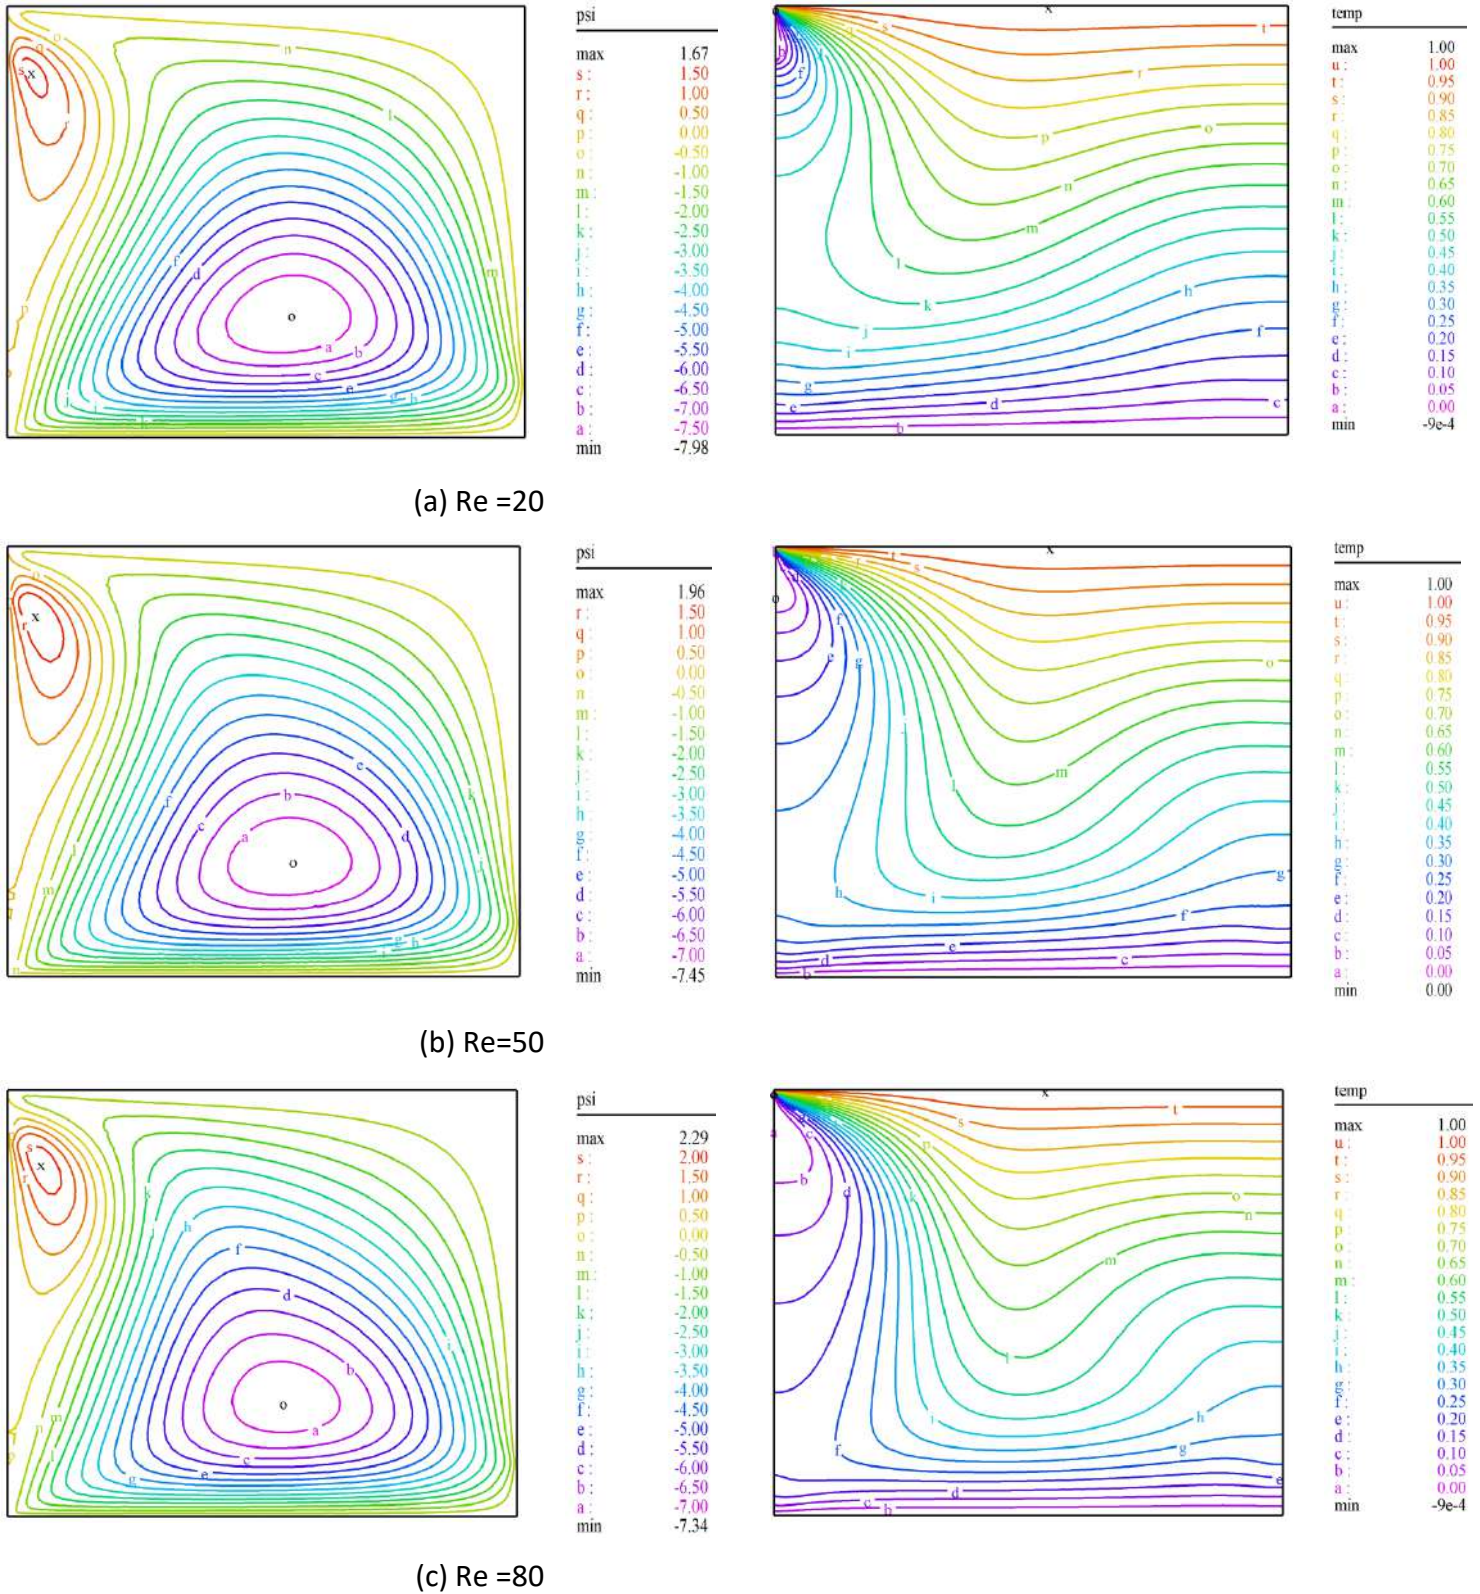 psi
max 1.67
s : 1.50
r : 1.00
q : 0.50
p : 0.00
o : -0.50
n : -1.00
m : -1.50
l : -2.00
k : -2.50
j : -3.00
i : -3.50
h : -4.00
g : -4.50
f : -5.00
e : -5.50
d : -6.00
c : -6.50
b : -7.00
a : -7.50
min -7.98
temp
max 1.00
u : 1.00
t : 0.95
s : 0.90
r : 0.85
q : 0.80
p : 0.75
o : 0.70
n : 0.65
m : 0.60
l : 0.55
k : 0.50
j : 0.45
i : 0.40
h : 0.35
g : 0.30
f : 0.25
e : 0.20
d : 0.15
c : 0.10
b : 0.05
a : 0.00
min -9e-4
(a) Re =20
psi
max 1.96
r : 1.50
q : 1.00
p : 0.50
o : 0.00
n : -0.50
m : -1.00
l : -1.50
k : -2.00
j : -2.50
i : -3.00
h : -3.50
g : -4.00
f : -4.50
e : -5.00
d : -5.50
c : -6.00
b : -6.50
a : -7.00
min -7.45
temp
max 1.00
u : 1.00
t : 0.95
s : 0.90
r : 0.85
q : 0.80
p : 0.75
o : 0.70
n : 0.65
m : 0.60
l : 0.55
k : 0.50
j : 0.45
i : 0.40
h : 0.35
g : 0.30
f : 0.25
e : 0.20
d : 0.15
c : 0.10
b : 0.05
a : 0.00
min 0.00
(b) Re=50
psi
max 2.29
s : 2.00
r : 1.50
q : 1.00
p : 0.50
o : 0.00
n : -0.50
m : -1.00
l : -1.50
k : -2.00
j : -2.50
i : -3.00
h : -3.50
g : -4.00
f : -4.50
e : -5.00
d : -5.50
c : -6.00
b : -6.50
a : -7.00
min -7.34
temp
max 1.00
u : 1.00
t : 0.95
s : 0.90
r : 0.85
q : 0.80
p : 0.75
o : 0.70
n : 0.65
m : 0.60
l : 0.55
k : 0.50
j : 0.45
i : 0.40
h : 0.35
g : 0.30
f : 0.25
e : 0.20
d : 0.15
c : 0.10
b : 0.05
a : 0.00
min -9e-4
(c) Re =80